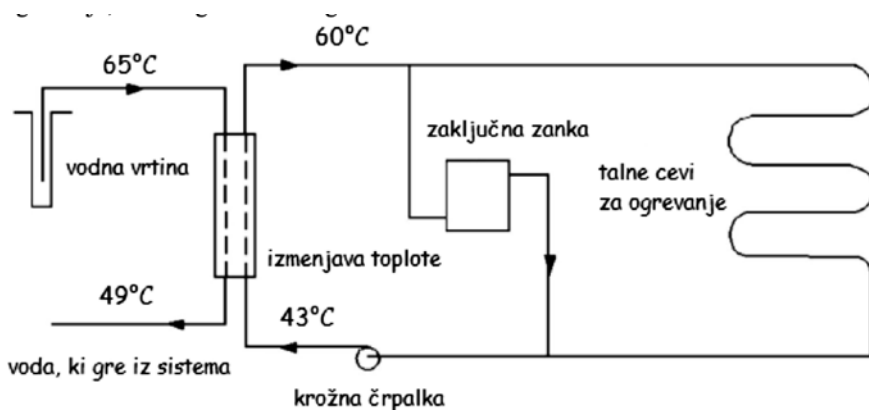 65°C
60°C
zaključna zanka
vodna vrtina
talne cevi
za ogrevanje
izmenjava toplote
49°C
43°C
voda, ki gre iz sistema
krožna črpalka